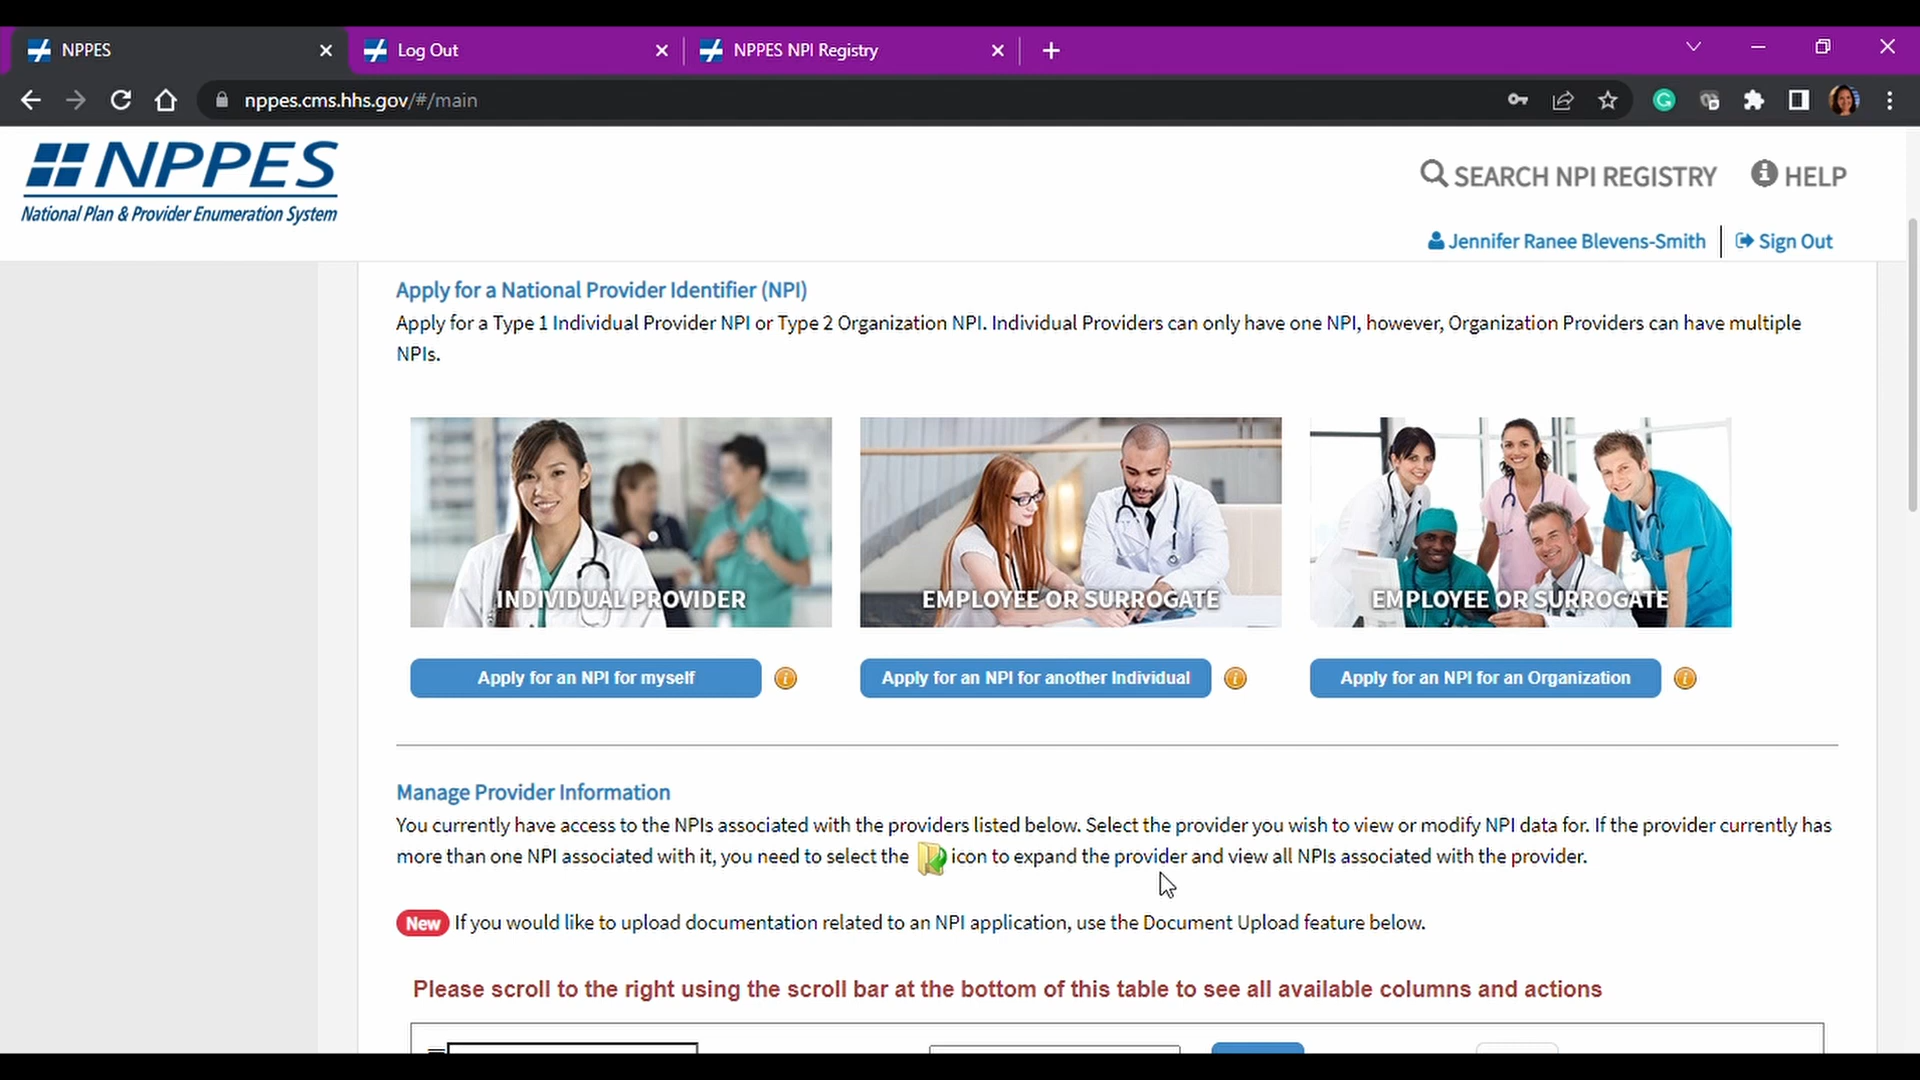 NPPES
Log Out
NPPES NPI Registry
nppes.cms.hhs.gov/#/main
NPPES
National Plan & Provider Enumeration System
SEARCH NPI REGISTRY
HELP
Jennifer Ranee Blevens-Smith
Sign Out
Apply for a National Provider Identifier (NPI)
Apply for a Type 1 Individual Provider NPI or Type 2 Organization NPI. Individual Providers can only have one NPI, however, Organization Providers can have multiple
NPIs.
INDIVIDUAL PROVIDER
EMPLOYEE OR SURROGATE
EMPLOYEE OR SURROGATE
Apply for an NPI for myself
Apply for an NPI for another Individual
Apply for an NPI for an Organization
Manage Provider Information
You currently have access to the NPIs associated with the providers listed below. Select the provider you wish to view or modify NPI data for. If the provider currently has
more than one NPI associated with it, you need to select the icon to expand the provider and view all NPIs associated with the provider.
New If you would like to upload documentation related to an NPI application, use the Document Upload feature below.
Please scroll to the right using the scroll bar at the bottom of this table to see all available columns and actions